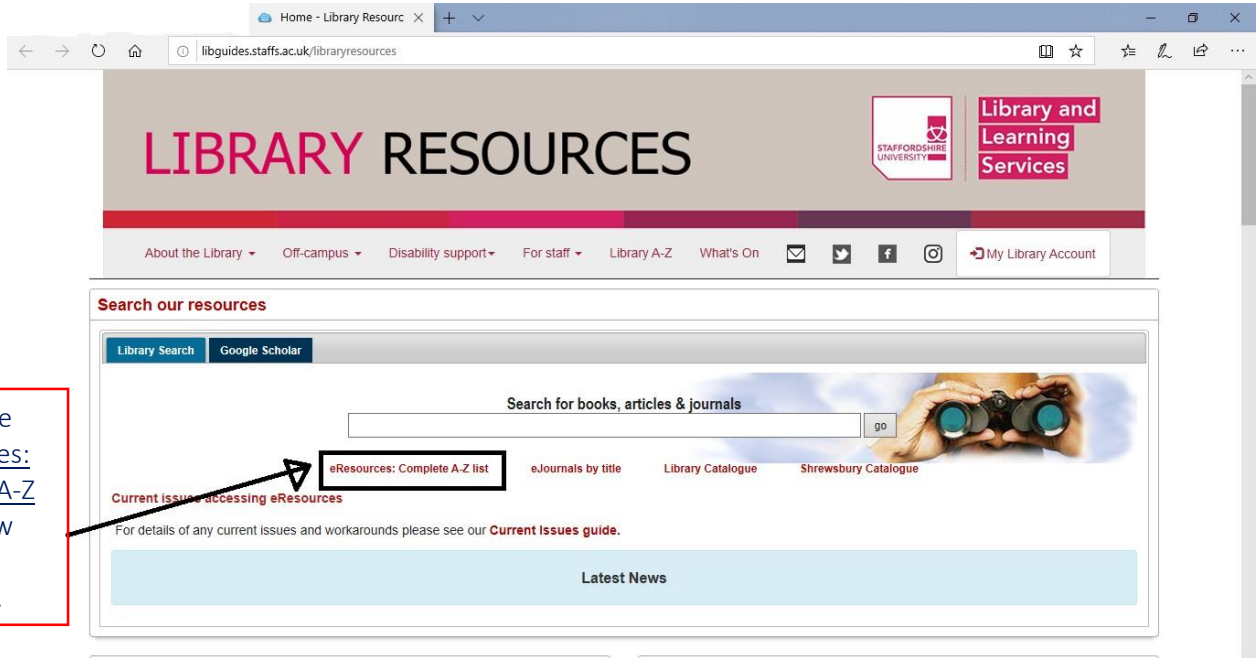 Home - Library Resourc
libguides.staffs.ac.uk/libraryresources
LIBRARY RESOURCES
STAFFORDSHIRE
UNIVERSITY
Library and
Learning
Services
About the Library
Off-campus
Disability support
For staff
Library A-Z
What's On
My Library Account
Search our resources
Library Search
Google Scholar
Search for books, articles & journals
go
eResources: Complete A-Z list
eJournals by title
Library Catalogue
Shrewsbury Catalogue
Current issues accessing eResources
For details of any current issues and workarounds please see our Current Issues guide.
Latest News
es:
A-Z